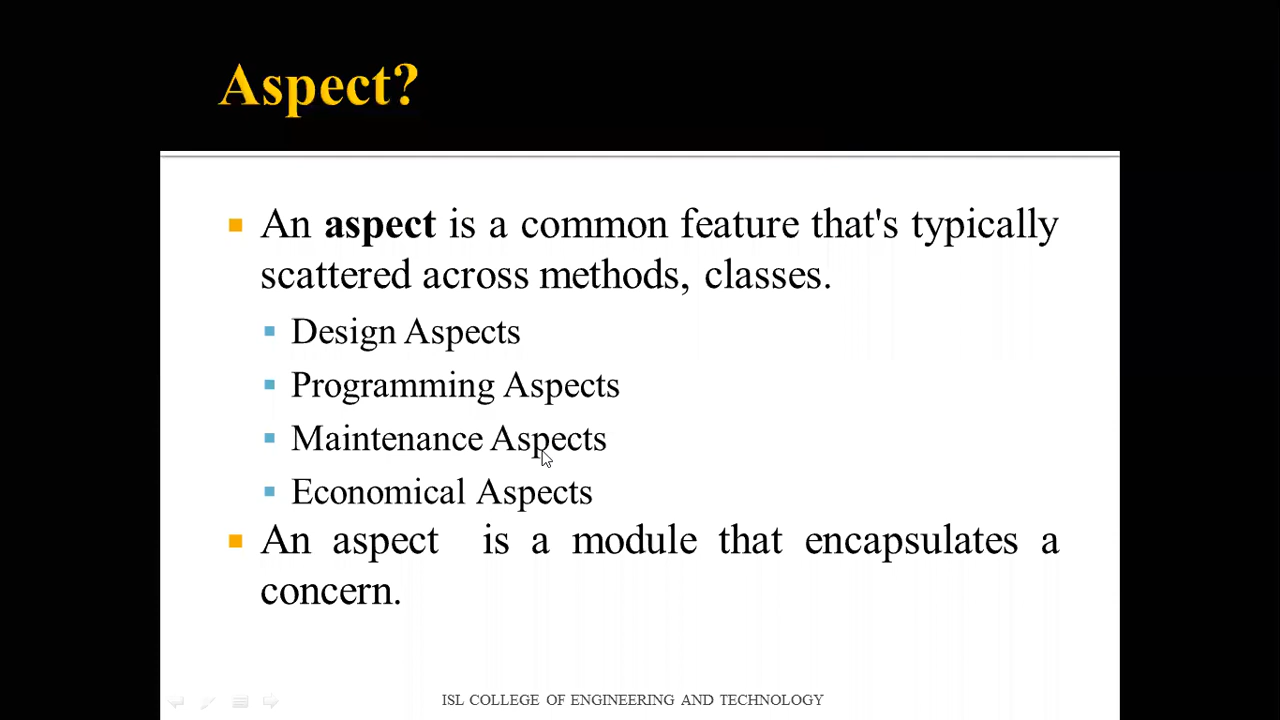 Aspect?
An aspect is a common feature that's typically
scattered across methods, classes.
Design Aspects
Programming Aspects
Maintenance Aspects
Economical Aspects
An aspect is a module that encapsulates a
concern.
ISL COLLEGE OF ENGINEERING AND TECHNOLOGY